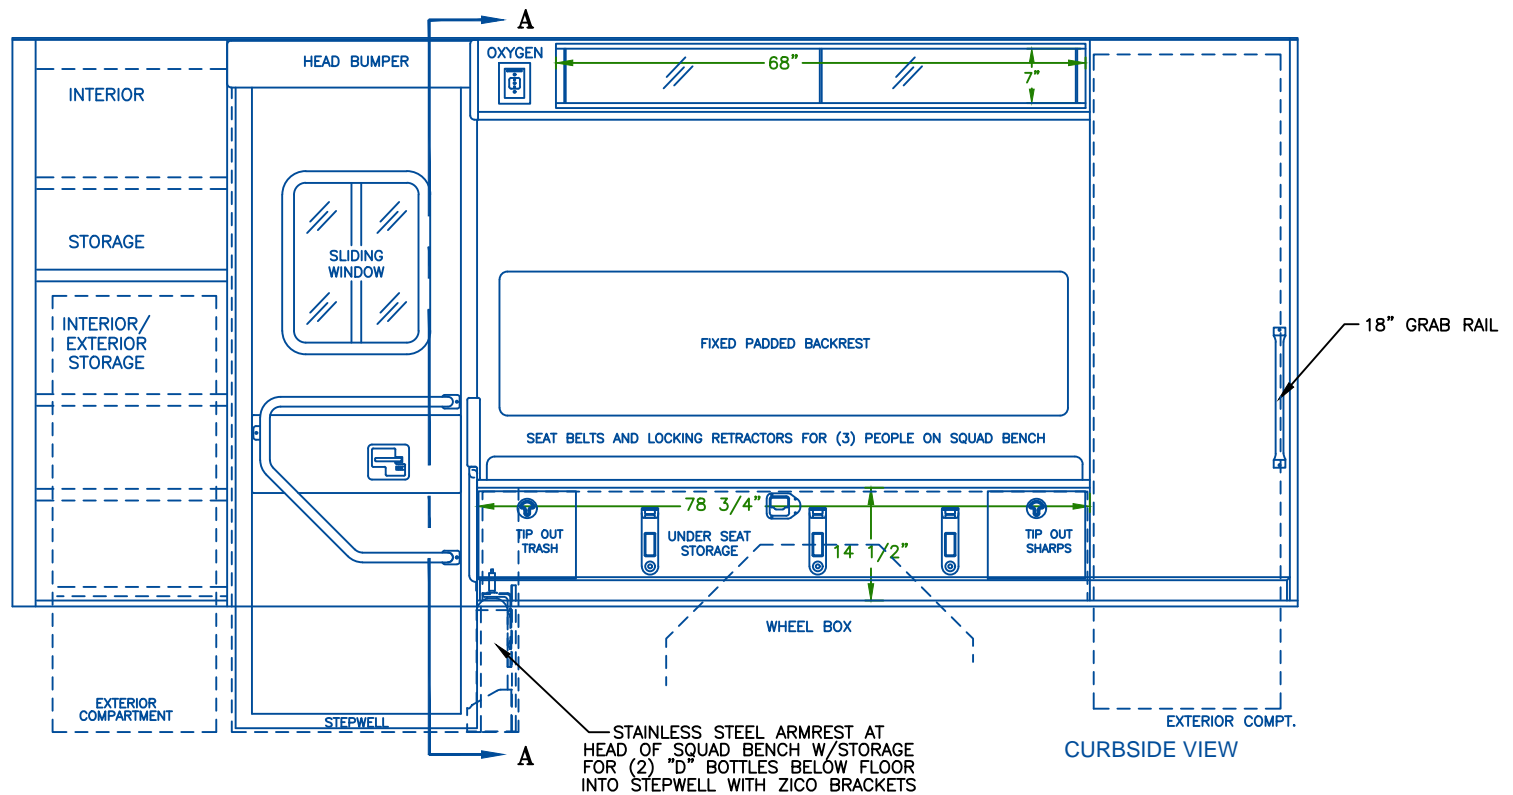 A
HEAD BUMPER
OXYGEN
68"
7"
INTERIOR
STORAGE
SLIDING
WINDOW
INTERIOR/
EXTERIOR
STORAGE
FIXED PADDED BACKREST
18" GRAB RAIL
SEAT BELTS AND LOCKING RETRACTORS FOR (3) PEOPLE ON SQUAD BENCH
78 3/4"
TIP OUT
TRASH
UNDER SEAT
STORAGE
14 1/2"
TIP OUT
SHARPS
WHEEL BOX
EXTERIOR
COMPARTMENT
STEPWELL
EXTERIOR COMPT.
CURBSIDE VIEW
A
STAINLESS STEEL ARMREST AT
HEAD OF SQUAD BENCH W/STORAGE
FOR (2) "D" BOTTLES BELOW FLOOR
INTO STEPWELL WITH ZICO BRACKETS